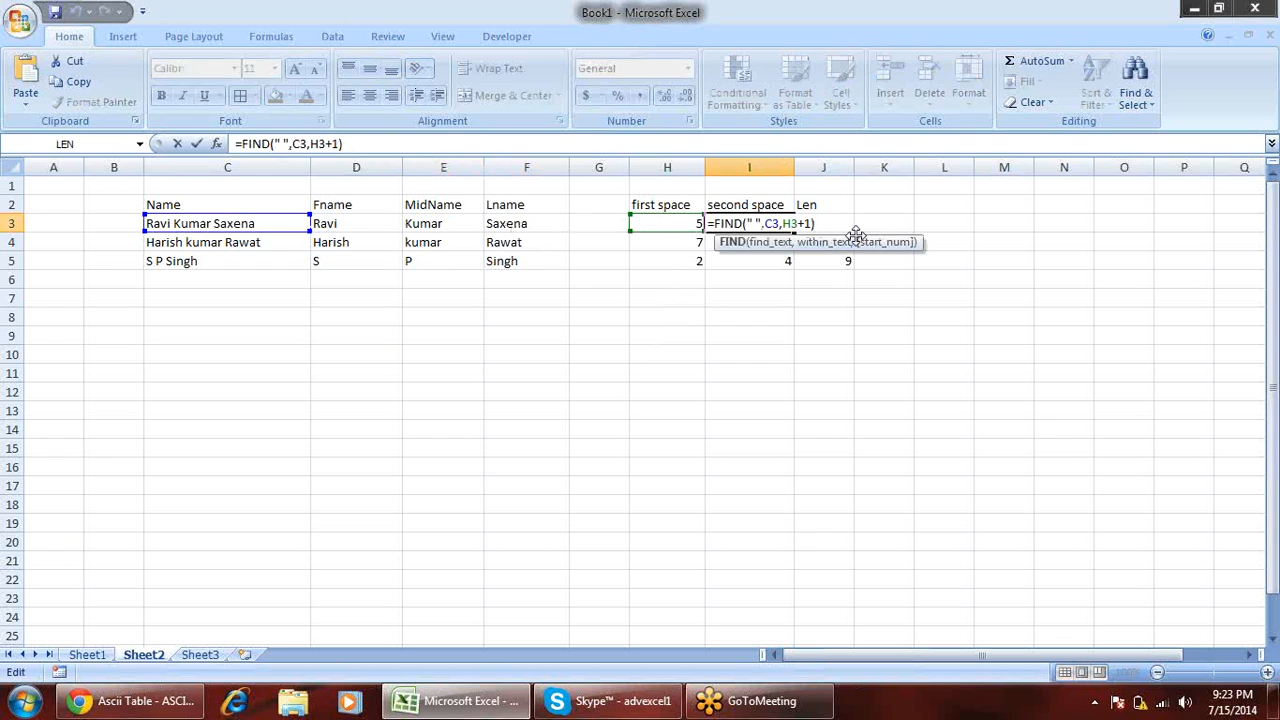 Book1 - Microsoft Excel
Home Insert Page Layout Formulas Data Review View Developer
Paste Cut Copy Format Painter
Calibri 11
B I U
Wrap Text Merge & Center
General
$ % ,
Conditional Formatting Format as Table Cell Styles
Insert Delete Format
AutoSum Fill Clear
Sort & Filter Find & Select
Clipboard Font Alignment Number Styles Cells Editing
LEN =FIND(" ",C3,H3+1)
A B C D E F G H I J K L M N O P Q
1
2 Name Fname MidName Lname first space second space Len
3 Ravi Kumar Saxena Ravi Kumar Saxena 5 =FIND(" ",C3,H3+1)
4 Harish kumar Rawat Harish kumar Rawat 7 FIND(find_text, within_text, [start_num])
5 S P Singh S P Singh 2 4 9
6
7
8
9
10
11
12
13
14
15
16
17
18
19
20
21
22
23
24
25
Sheet1 Sheet2 Sheet3
Edit 100%
Ascii Table - ASCI... Microsoft Excel - ... Skype™ - advexcel1 GoToMeeting
9:23 PM
7/15/2014